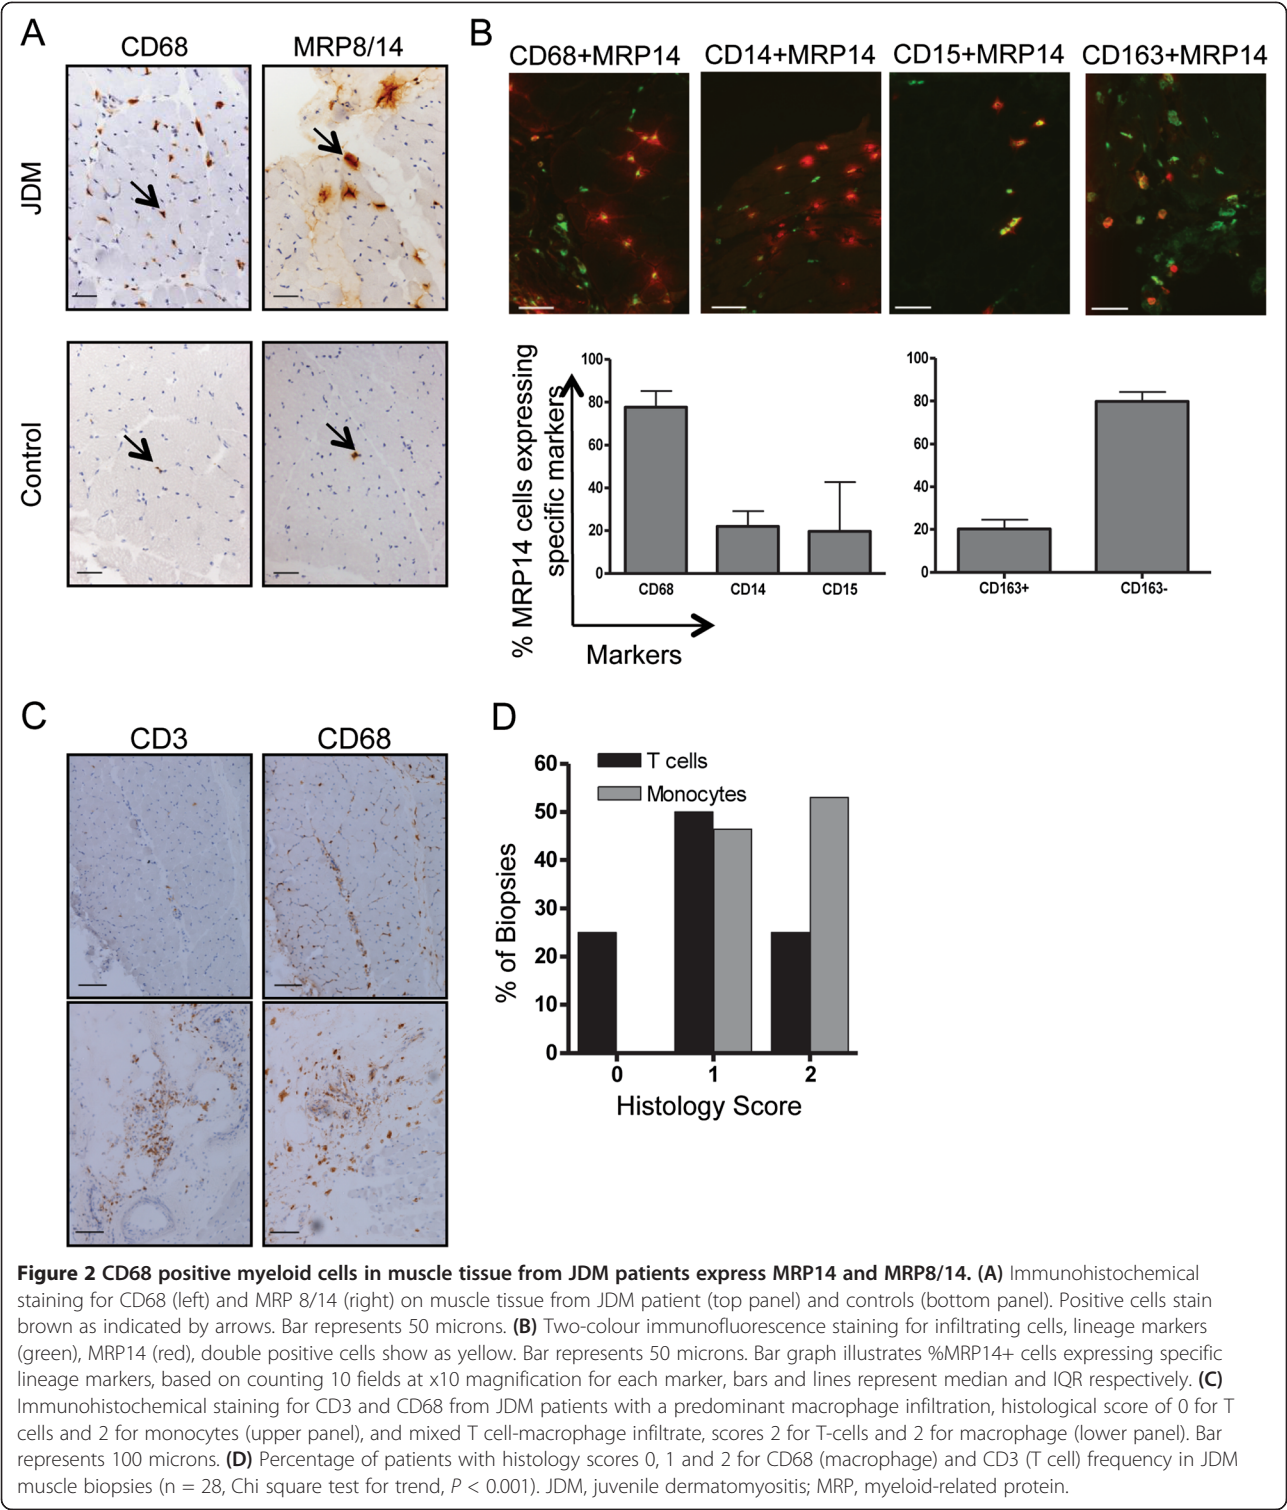 A
CD68
MRP8/14
JDM
Control
B
CD68+MRP14
CD14+MRP14
CD15+MRP14
CD163+MRP14
% MRP14 cells expressing
specific markers
100
80
60
40
20
0
CD68
CD14
CD15
Markers
100
80
60
40
20
0
CD163+
CD163-
C
CD3
CD68
D
T cells
Monocytes
% of Biopsies
60
50
40
30
20
10
0
0
1
2
Histology Score
Figure 2 CD68 positive myeloid cells in muscle tissue from JDM patients express MRP14 and MRP8/14. (A) Immunohistochemical
staining for CD68 (left) and MRP 8/14 (right) on muscle tissue from JDM patient (top panel) and controls (bottom panel). Positive cells stain
brown as indicated by arrows. Bar represents 50 microns. (B) Two-colour immunofluorescence staining for infiltrating cells, lineage markers
(green), MRP14 (red), double positive cells show as yellow. Bar represents 50 microns. Bar graph illustrates %MRP14+ cells expressing specific
lineage markers, based on counting 10 fields at x10 magnification for each marker, bars and lines represent median and IQR respectively. (C)
Immunohistochemical staining for CD3 and CD68 from JDM patients with a predominant macrophage infiltration, histological score of 0 for T
cells and 2 for monocytes (upper panel), and mixed T cell-macrophage infiltrate, scores 2 for T-cells and 2 for macrophage (lower panel). Bar
represents 100 microns. (D) Percentage of patients with histology scores 0, 1 and 2 for CD68 (macrophage) and CD3 (T cell) frequency in JDM
muscle biopsies (n = 28, Chi square test for trend, P < 0.001). JDM, juvenile dermatomyositis; MRP, myeloid-related protein.